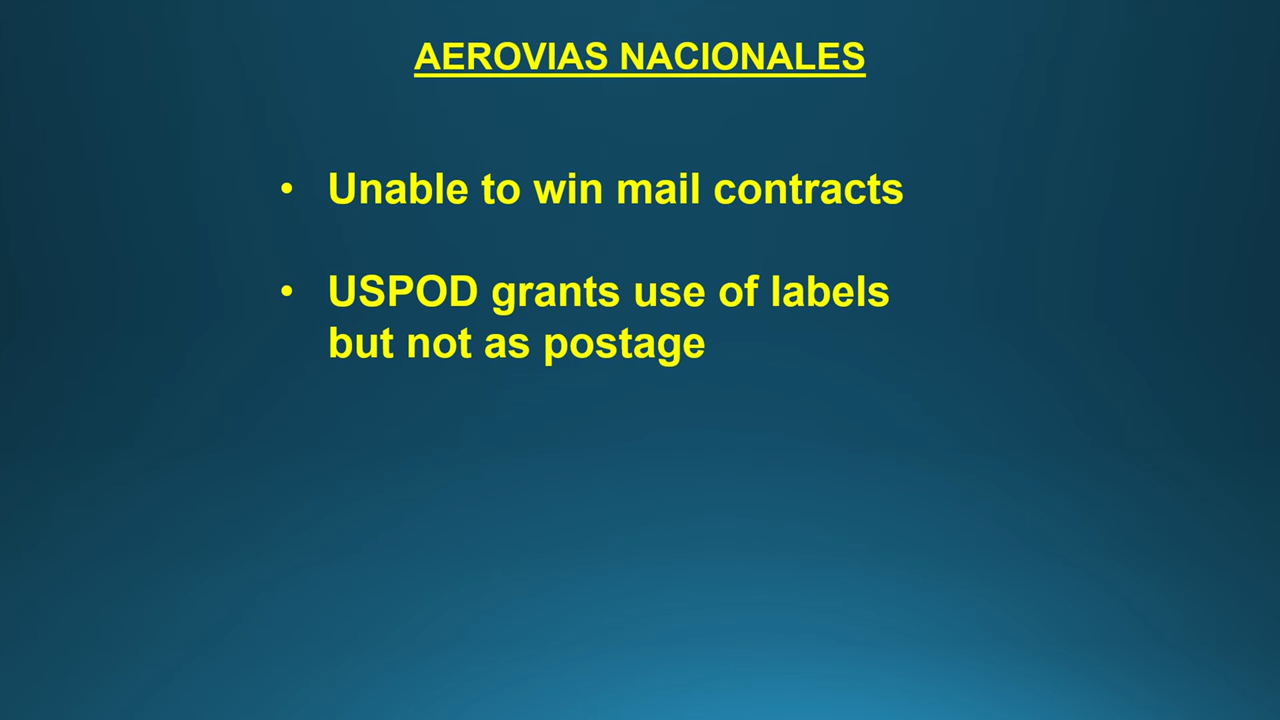 AEROVIAS NACIONALES
• Unable to win mail contracts
• USPOD grants use of labels
but not as postage